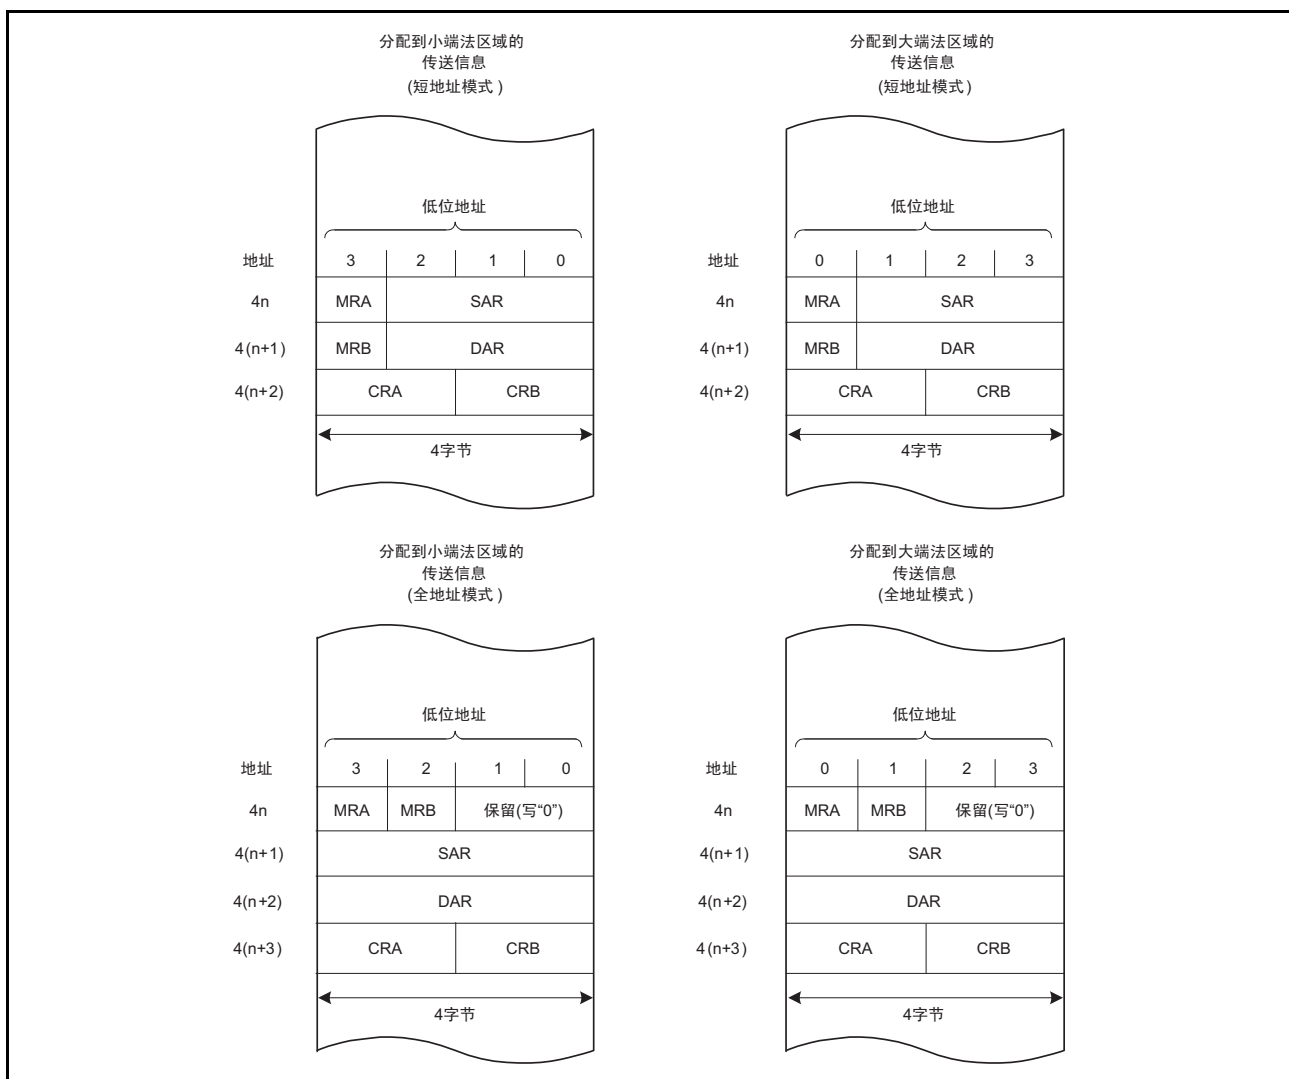 分配到小端法区域的
传送信息
(短地址模式 )
低位地址
地址 3 2 1 0
4n MRA SAR
4(n+1) MRB DAR
4(n+2) CRA CRB
4字节
分配到大端法区域的
传送信息
(短地址模式 )
低位地址
地址 0 1 2 3
4n MRA SAR
4(n+1) MRB DAR
4(n+2) CRA CRB
4字节
分配到小端法区域的
传送信息
(全地址模式 )
低位地址
地址 3 2 1 0
4n MRA MRB 保留(写“0”)
4(n+1) SAR
4(n+2) DAR
4(n+3) CRA CRB
4字节
分配到大端法区域的
传送信息
(全地址模式 )
低位地址
地址 0 1 2 3
4n MRA MRB 保留(写“0”)
4(n+1) SAR
4(n+2) DAR
4(n+3) CRA CRB
4字节